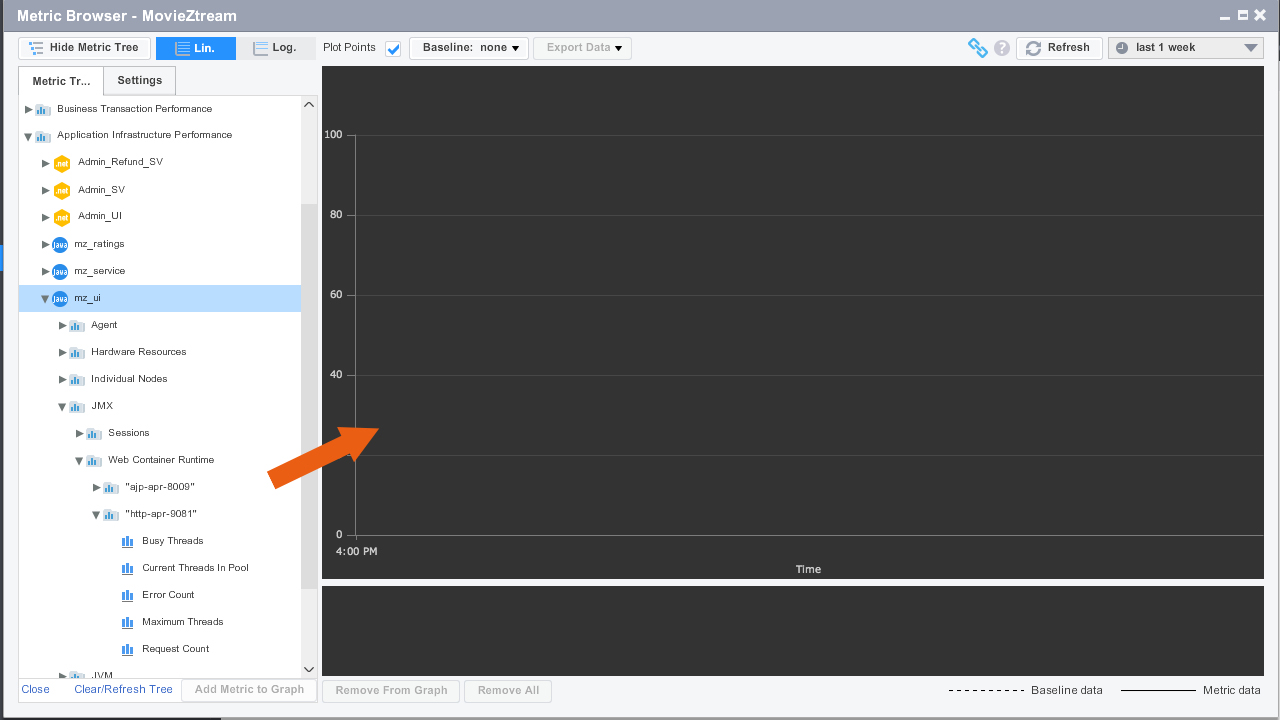 Metric Browser - MovieZtream
Hide Metric Tree
Lin.
Log.
Plot Points
Baseline: none
Export Data
?
Refresh
last 1 week
Metric Tr...
Settings
Business Transaction Performance
Application Infrastructure Performance
.net Admin_Refund_SV
.net Admin_SV
.net Admin_UI
Java mz_ratings
Java mz_service
Java mz_ui
Agent
Hardware Resources
Individual Nodes
JMX
Sessions
Web Container Runtime
"ajp-apr-8009"
"http-apr-9081"
Busy Threads
Current Threads In Pool
Error Count
Maximum Threads
Request Count
JVM
Close
Clear/Refresh Tree
Add Metric to Graph
100
80
60
40
0
4:00 PM
Time
Remove From Graph
Remove All
Baseline data
Metric data